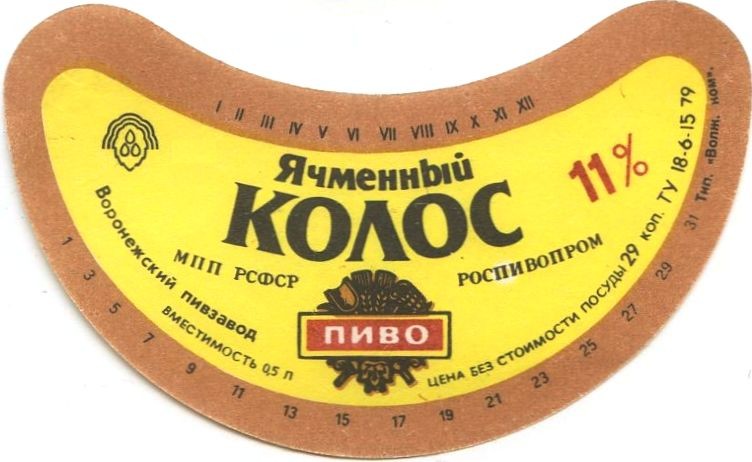 I II III IV V VI VII VIII IX X XI XII
Ячменный
КОЛОС
11%
МПП РСФСР
РОСПИВОПРОМ
ПИВО
Воронежский пивзавод
ВМЕСТИМОСТЬ 0,5 Л
ЦЕНА БЕЗ СТОИМОСТИ ПОСУДЫ 29 КОП. ТУ 18-6-15 79
1 3 5 7 9 11 13 15 17 19 21 23 25 27 29 31
Тип. «Волж. ком».